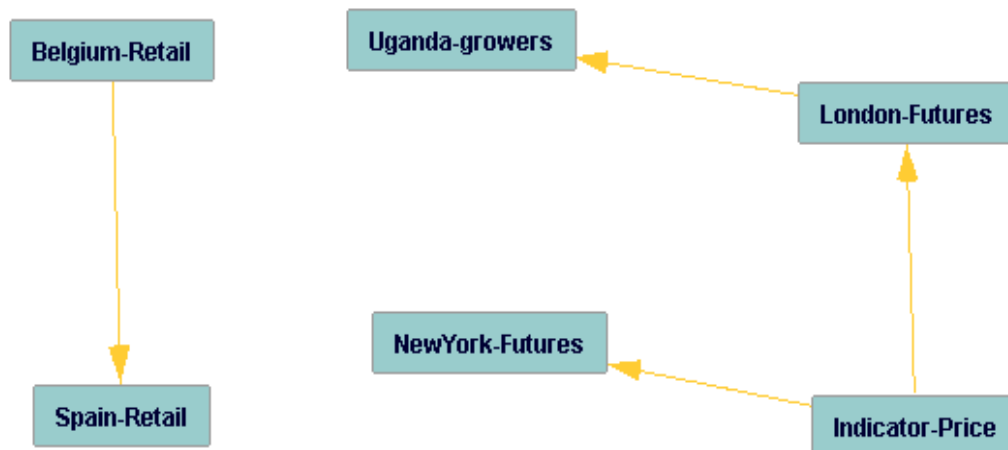 Belgium-Retail
Uganda-growers
London-Futures
NewYork-Futures
Spain-Retail
Indicator-Price